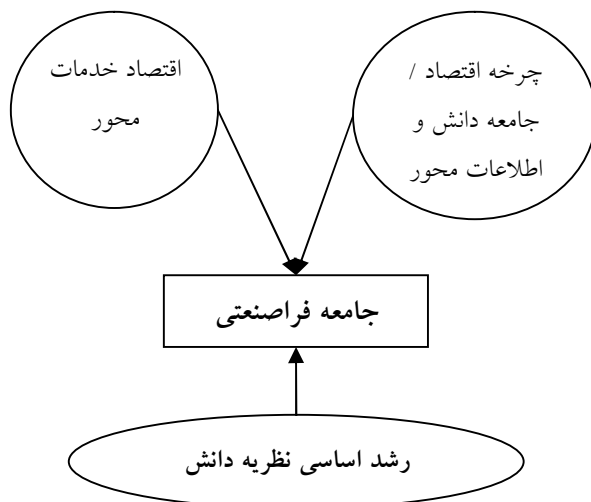 چرخه اقتصاد /
جامعه دانش و
اطلاعات محور
اقتصاد خدمات
محور
جامعه فراصنعتی
رشد اساسی نظریه دانش